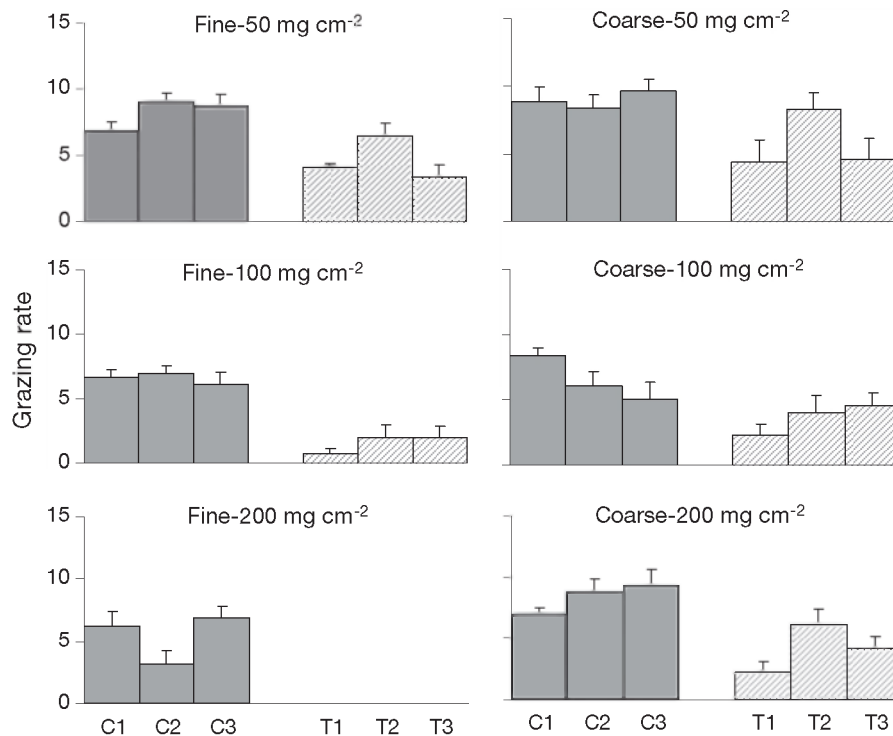 Fine-50 mg cm-2
Coarse-50 mg cm-2
15
10
5
0
Fine-100 mg cm-2
Coarse-100 mg cm-2
15
10
5
0
Grazing rate
Fine-200 mg cm-2
Coarse-200 mg cm-2
15
10
5
0
C1 C2 C3 T1 T2 T3 C1 C2 C3 T1 T2 T3